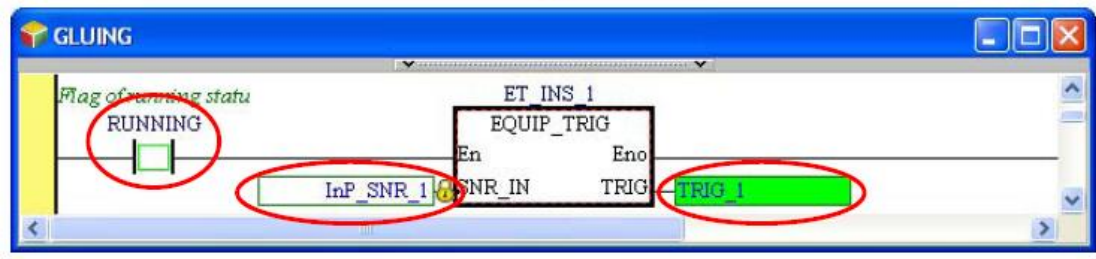 GLUING
Flag of running statu
ET_INS_1
RUNNING
EQUIP_TRIG
En Eno
InP_SNR_1 SNR_IN TRIG TRIG_1